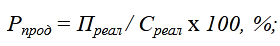 Рпрод = Преал / Среал х 100, %;